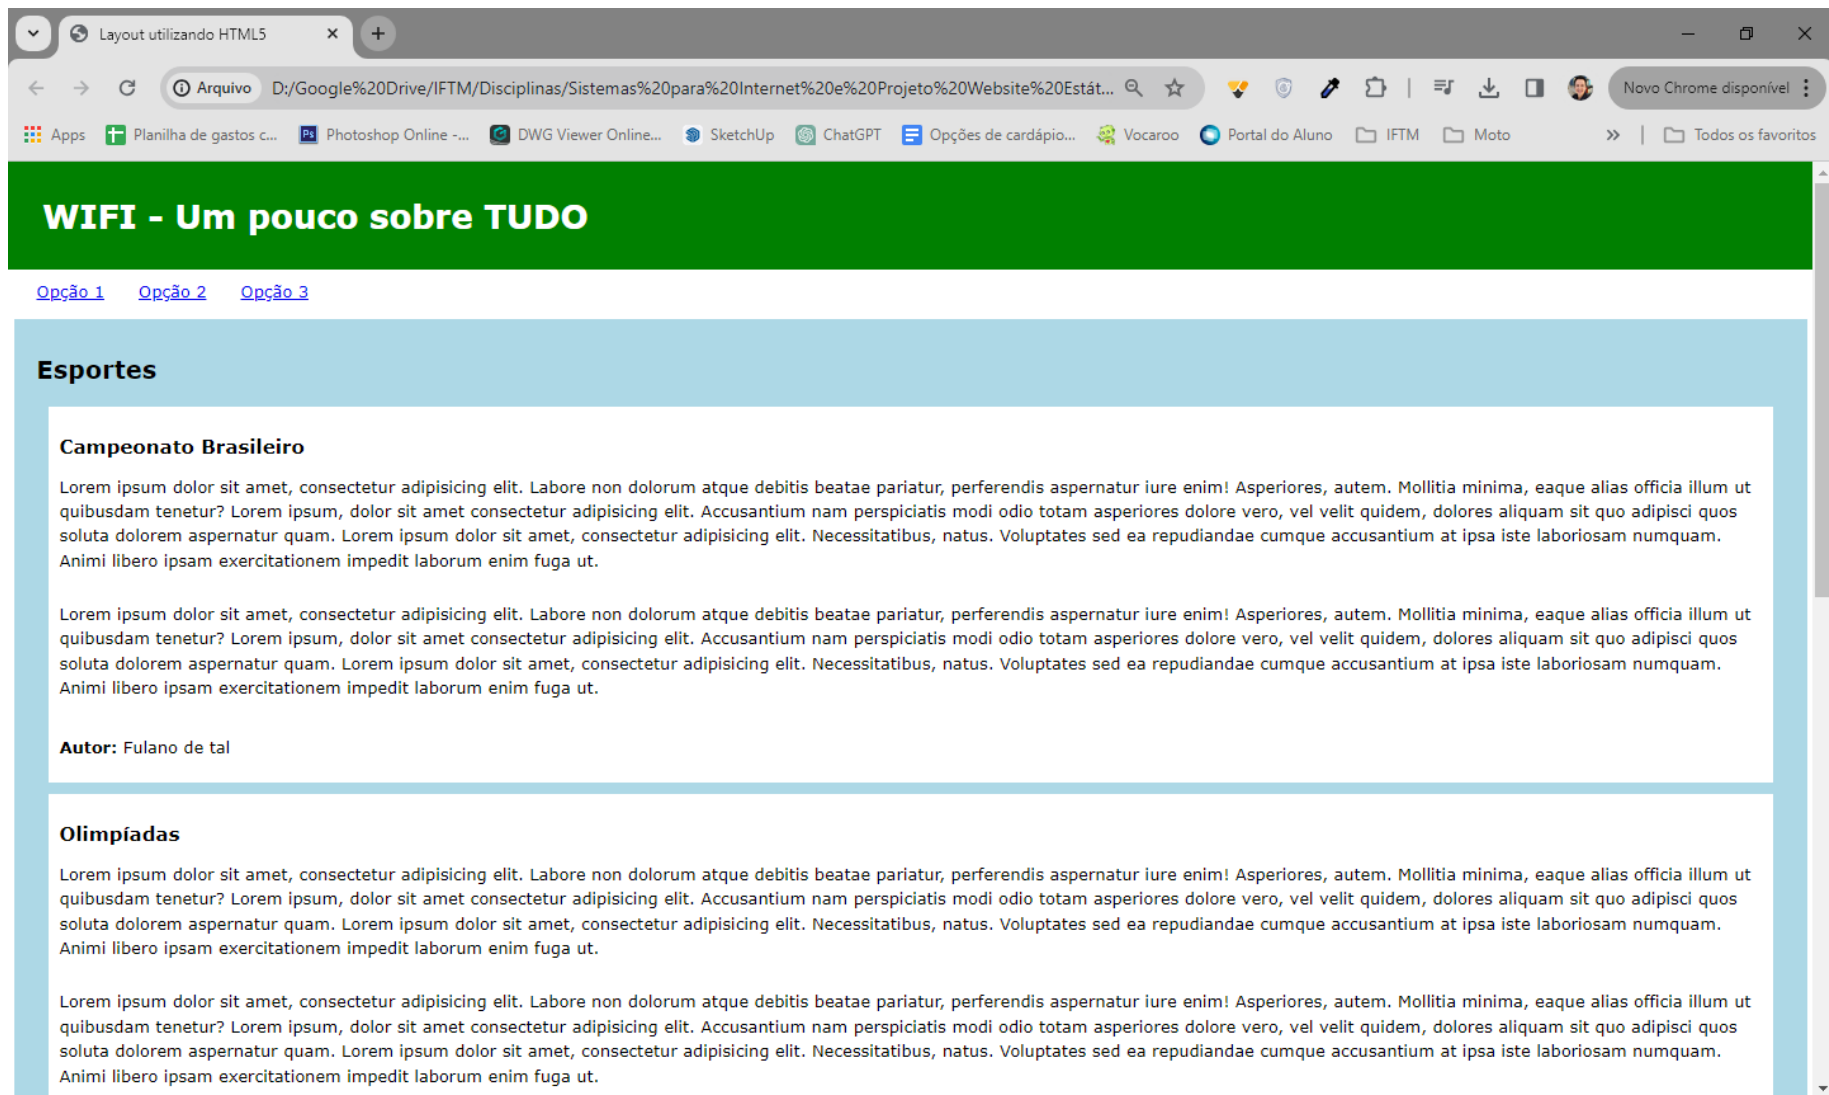 Layout utilizando HTML5
Arquivo D:/Google%20Drive/IFTM/Disciplinas/Sistemas%20para%20Internet%20e%20Projeto%20Website%20Estát... Novo Chrome disponível
Apps Planilha de gastos c... Ps Photoshop Online -... DWG Viewer Online... SketchUp ChatGPT Opções de cardápio... Vocaroo Portal do Aluno IFTM Moto » Todos os favoritos
WIFI - Um pouco sobre TUDO
Opção 1 Opção 2 Opção 3
Esportes
Campeonato Brasileiro
Lorem ipsum dolor sit amet, consectetur adipisicing elit. Labore non dolorum atque debitis beatae pariatur, perferendis aspernatur iure enim! Asperiores, autem. Mollitia minima, eaque alias officia illum ut
quibusdam tenetur? Lorem ipsum, dolor sit amet consectetur adipisicing elit. Accusantium nam perspiciatis modi odio totam asperiores dolore vero, vel velit quidem, dolores aliquam sit quo adipisci quos
soluta dolorem aspernatur quam. Lorem ipsum dolor sit amet, consectetur adipisicing elit. Necessitatibus, natus. Voluptates sed ea repudiandae cumque accusantium at ipsa iste laboriosam numquam.
Animi libero ipsam exercitationem impedit laborum enim fuga ut.
Lorem ipsum dolor sit amet, consectetur adipisicing elit. Labore non dolorum atque debitis beatae pariatur, perferendis aspernatur iure enim! Asperiores, autem. Mollitia minima, eaque alias officia illum ut
quibusdam tenetur? Lorem ipsum, dolor sit amet consectetur adipisicing elit. Accusantium nam perspiciatis modi odio totam asperiores dolore vero, vel velit quidem, dolores aliquam sit quo adipisci quos
soluta dolorem aspernatur quam. Lorem ipsum dolor sit amet, consectetur adipisicing elit. Necessitatibus, natus. Voluptates sed ea repudiandae cumque accusantium at ipsa iste laboriosam numquam.
Animi libero ipsam exercitationem impedit laborum enim fuga ut.
Autor: Fulano de tal
Olimpíadas
Lorem ipsum dolor sit amet, consectetur adipisicing elit. Labore non dolorum atque debitis beatae pariatur, perferendis aspernatur iure enim! Asperiores, autem. Mollitia minima, eaque alias officia illum ut
quibusdam tenetur? Lorem ipsum, dolor sit amet consectetur adipisicing elit. Accusantium nam perspiciatis modi odio totam asperiores dolore vero, vel velit quidem, dolores aliquam sit quo adipisci quos
soluta dolorem aspernatur quam. Lorem ipsum dolor sit amet, consectetur adipisicing elit. Necessitatibus, natus. Voluptates sed ea repudiandae cumque accusantium at ipsa iste laboriosam numquam.
Animi libero ipsam exercitationem impedit laborum enim fuga ut.
Lorem ipsum dolor sit amet, consectetur adipisicing elit. Labore non dolorum atque debitis beatae pariatur, perferendis aspernatur iure enim! Asperiores, autem. Mollitia minima, eaque alias officia illum ut
quibusdam tenetur? Lorem ipsum, dolor sit amet consectetur adipisicing elit. Accusantium nam perspiciatis modi odio totam asperiores dolore vero, vel velit quidem, dolores aliquam sit quo adipisci quos
soluta dolorem aspernatur quam. Lorem ipsum dolor sit amet, consectetur adipisicing elit. Necessitatibus, natus. Voluptates sed ea repudiandae cumque accusantium at ipsa iste laboriosam numquam.
Animi libero ipsam exercitationem impedit laborum enim fuga ut.